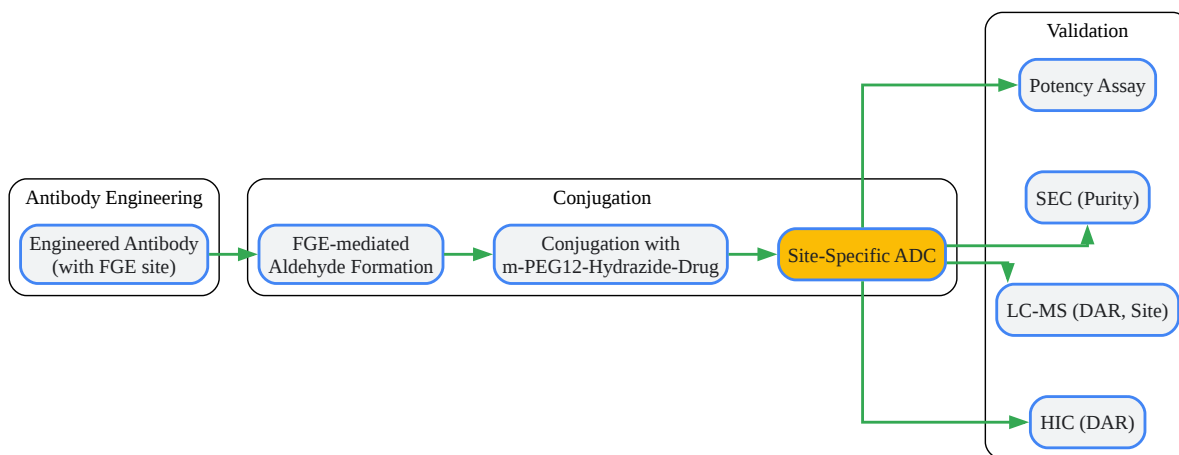 Antibody Engineering
Engineered Antibody
(with FGE site)
Conjugation
FGE-mediated
Aldehyde Formation
Conjugation with
m-PEG12-Hydrazide-Drug
Site-Specific ADC
Validation
Potency Assay
SEC (Purity)
LC-MS (DAR, Site)
HIC (DAR)